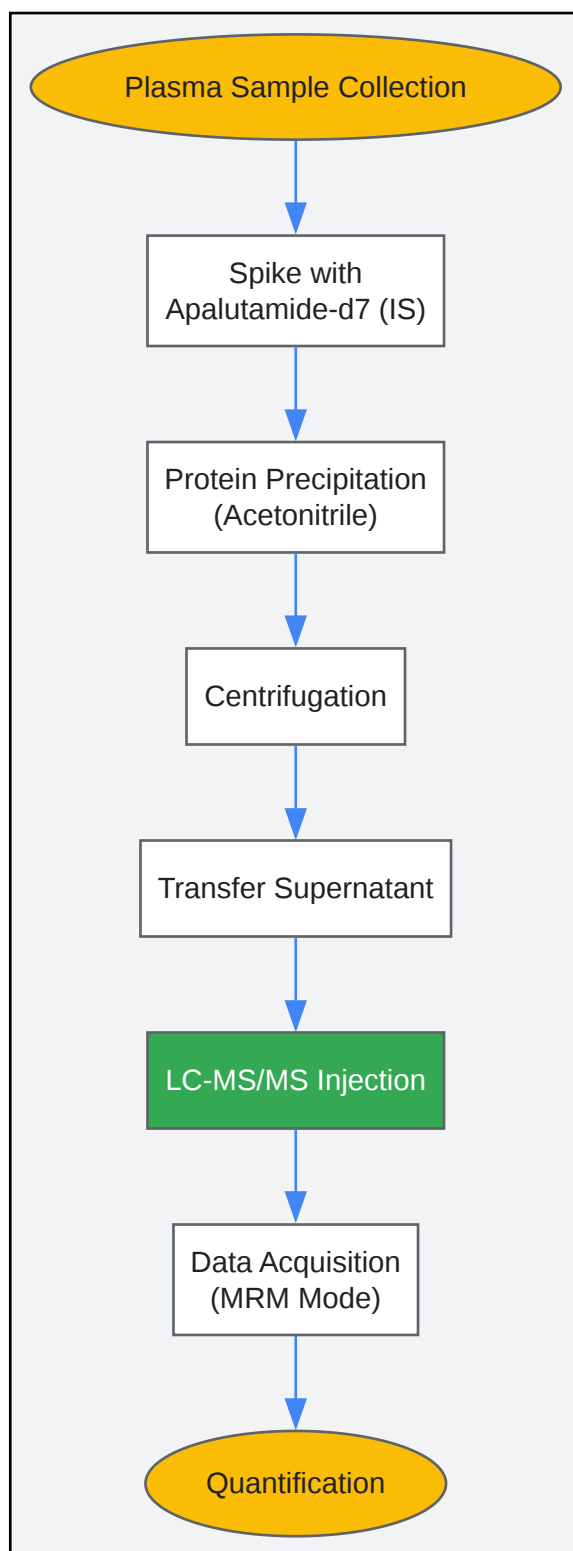 Plasma Sample Collection
Spike with
Apalutamide-d7 (IS)
Protein Precipitation
(Acetonitrile)
Centrifugation
Transfer Supernatant
LC-MS/MS Injection
Data Acquisition
(MRM Mode)
Quantification